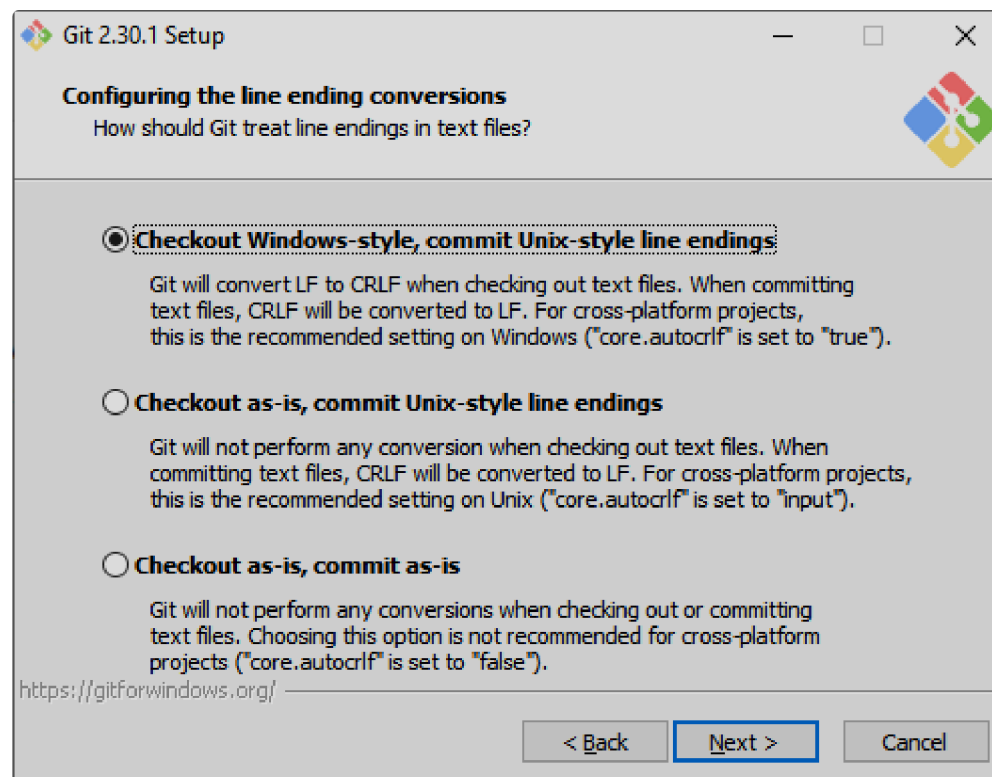 Git 2.30.1 Setup
Configuring the line ending conversions
How should Git treat line endings in text files?
Checkout Windows-style, commit Unix-style line endings
Git will convert LF to CRLF when checking out text files. When committing
text files, CRLF will be converted to LF. For cross-platform projects,
this is the recommended setting on Windows ("core.autocrlf" is set to "true").
Checkout as-is, commit Unix-style line endings
Git will not perform any conversion when checking out text files. When
committing text files, CRLF will be converted to LF. For cross-platform projects,
this is the recommended setting on Unix ("core.autocrlf" is set to "input").
Checkout as-is, commit as-is
Git will not perform any conversions when checking out or committing
text files. Choosing this option is not recommended for cross-platform
projects ("core.autocrlf" is set to "false").
https://gitforwindows.org/
< Back Next > Cancel